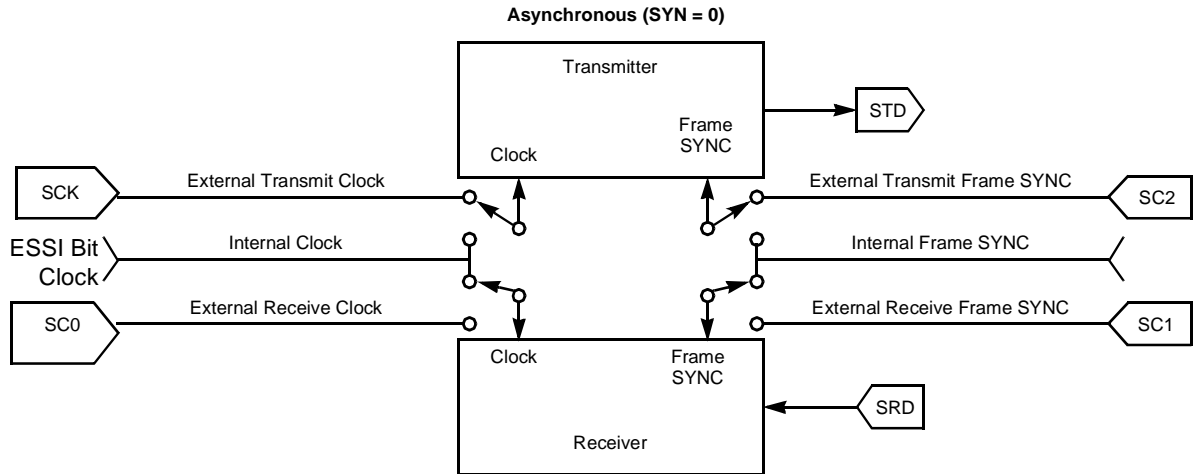 Asynchronous (SYN = 0)
Transmitter
STD
Frame
SYNC
Clock
SCK
External Transmit Clock
External Transmit Frame SYNC
SC2
ESSI Bit
Clock
Internal Clock
Internal Frame SYNC
SC0
External Receive Clock
External Receive Frame SYNC
SC1
Clock
Frame
SYNC
SRD
Receiver